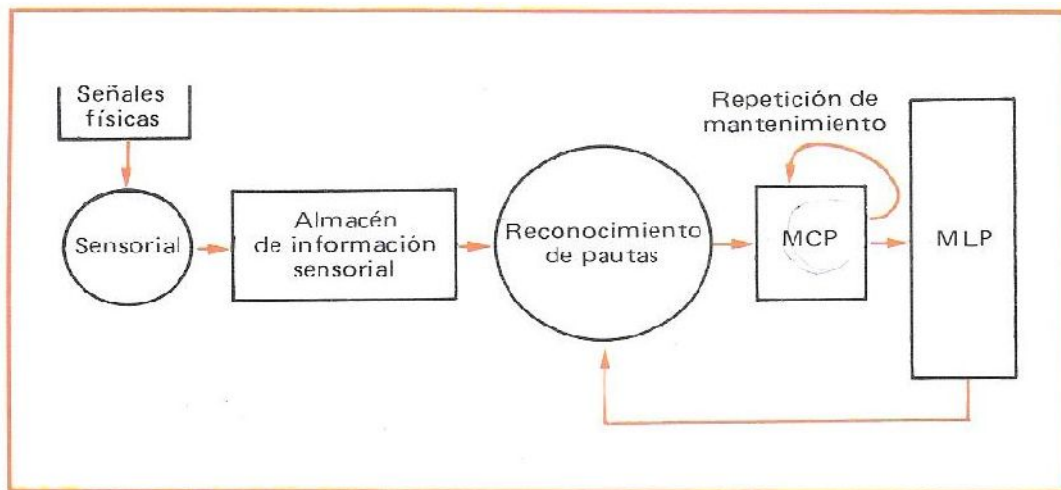 Señales
físicas
Sensorial
Almacén
de información
sensorial
Reconocimiento
de pautas
Repetición de
mantenimiento
MCP
MLP